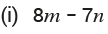 (i) 8m − 7n